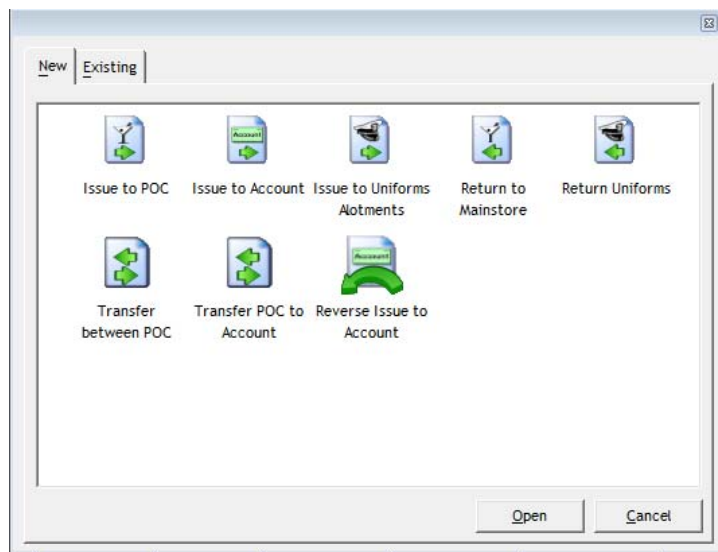 New Existing
Account
Issue to POC Issue to Account Issue to Uniforms Return to Return Uniforms
Alotments Mainstore
Account
Transfer Transfer POC to Reverse Issue to
between POC Account Account
Open Cancel